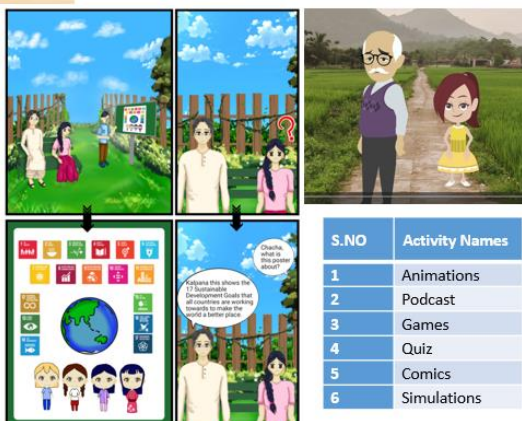 ?
Chacha,
what is
this poster
about?
Kalpana this shows the
17 Sustainable
Development Goals that
all countries are working
towards to make the
world a better place.
S.NO Activity Names
1 Animations
2 Podcast
3 Games
4 Quiz
5 Comics
6 Simulations